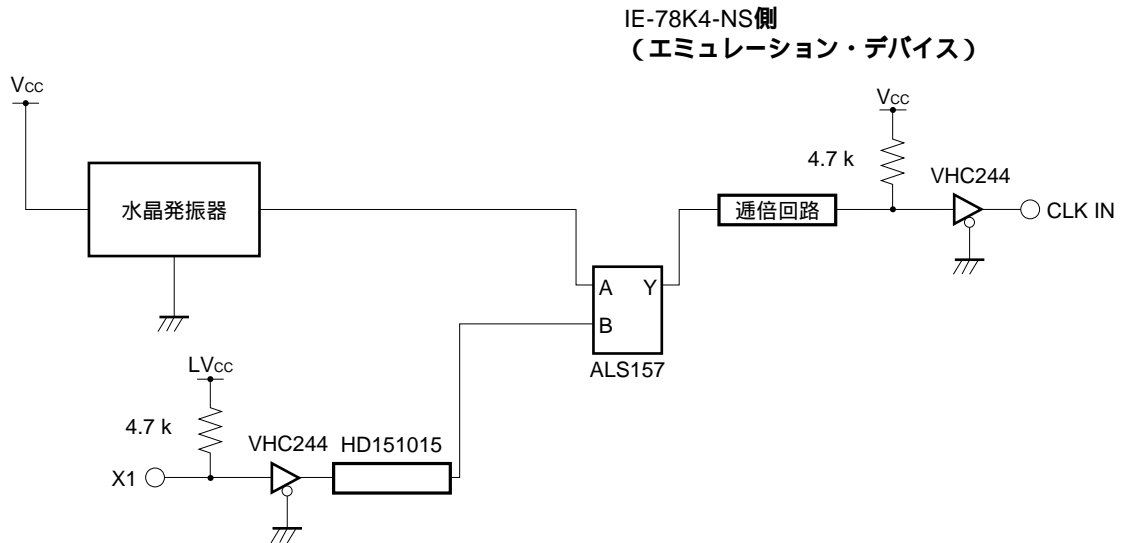 IE-78K4-NS側
（エミュレーション・デバイス）
VCC
VCC
4.7 k
VHC244
水晶発振器
逓倍回路
CLK IN
A Y
B
ALS157
LVCC
4.7 k
VHC244 HD151015
X1